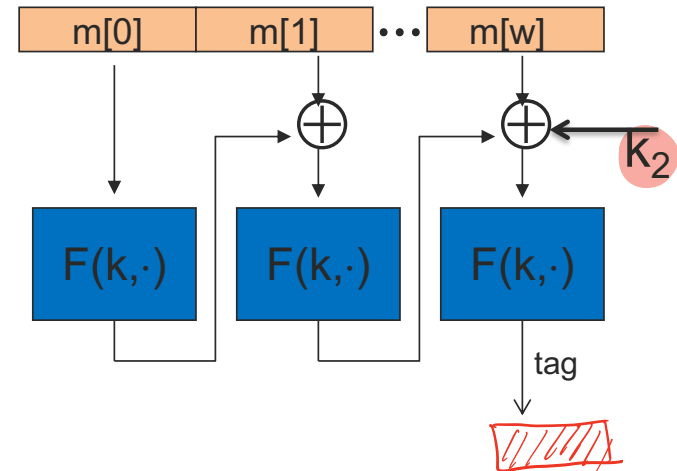 m[0] m[1] ••• m[w]
k₂
F(k,·) F(k,·) F(k,·)
tag